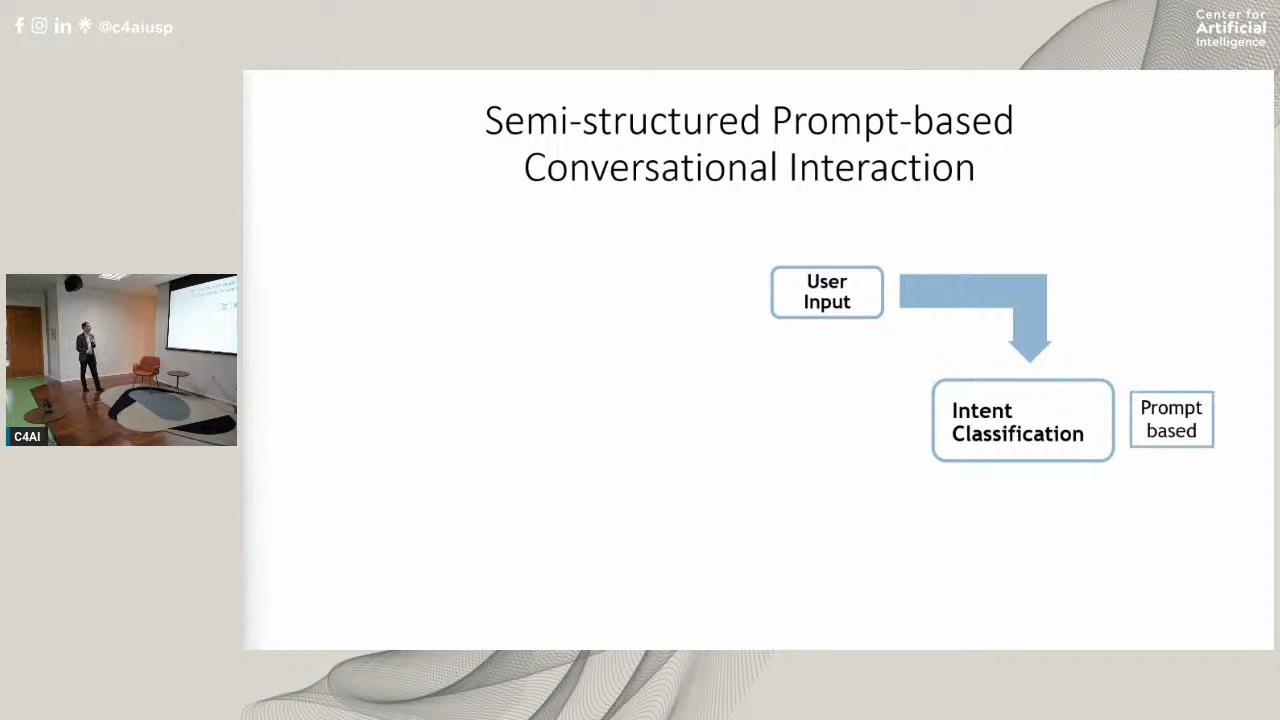 @c4aiusp
Center for
Artificial
Intelligence
Semi-structured Prompt-based
Conversational Interaction
User
Input
Intent
Classification
Prompt
based
C4AI